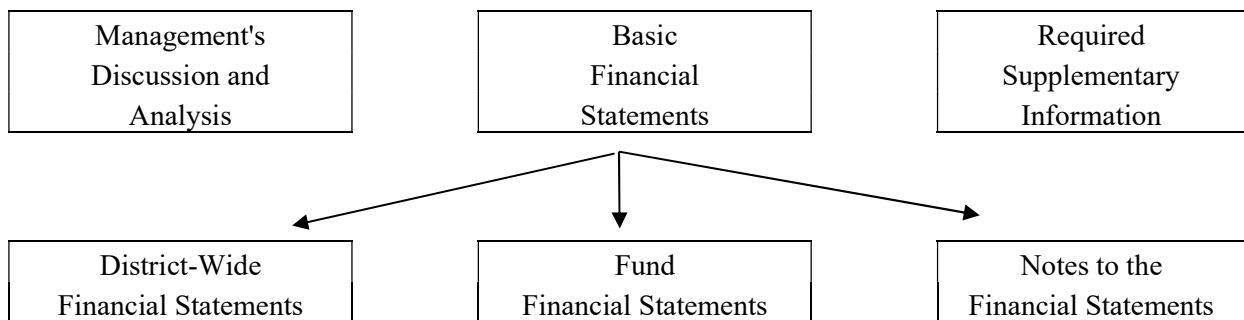 Management's
Discussion and
Analysis
Basic
Financial
Statements
Required
Supplementary
Information
District-Wide
Financial Statements
Fund
Financial Statements
Notes to the
Financial Statements